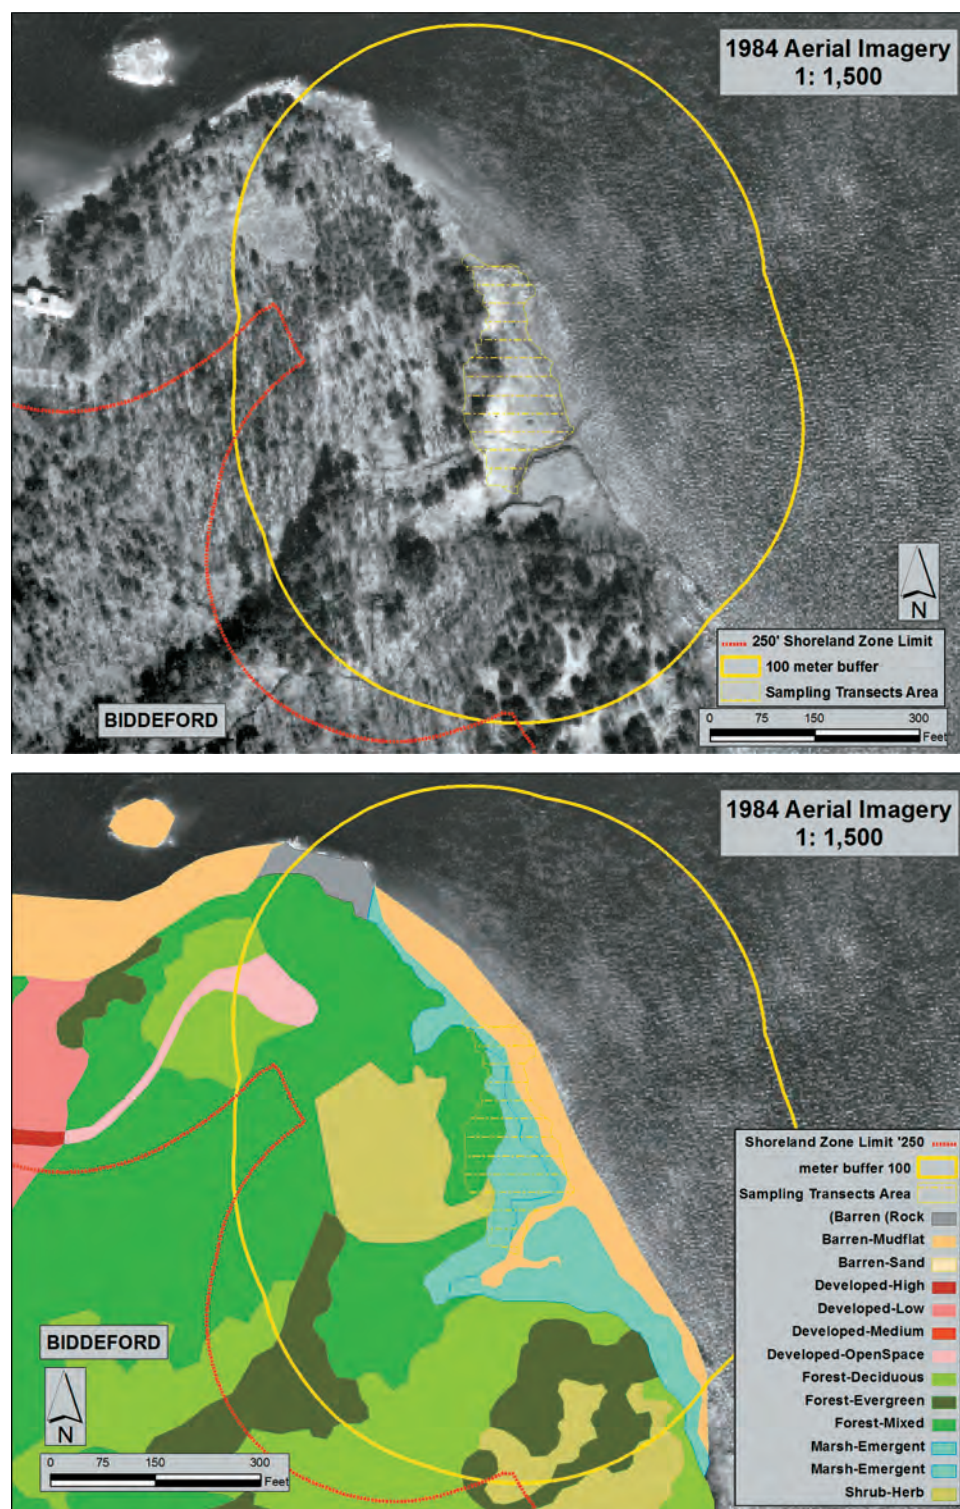 1984 Aerial Imagery
1: 1,500
N
250' Shoreland Zone Limit
100 meter buffer
Sampling Transects Area
BIDDEFORD
0 75 150 300
Feet
1984 Aerial Imagery
1: 1,500
Shoreland Zone Limit '250
meter buffer 100
Sampling Transects Area
(Barren (Rock
Barren-Mudflat
Barren-Sand
Developed-High
Developed-Low
Developed-Medium
Developed-OpenSpace
Forest-Deciduous
Forest-Evergreen
Forest-Mixed
Marsh-Emergent
Marsh-Emergent
Shrub-Herb
BIDDEFORD
N
0 75 150 300
Feet